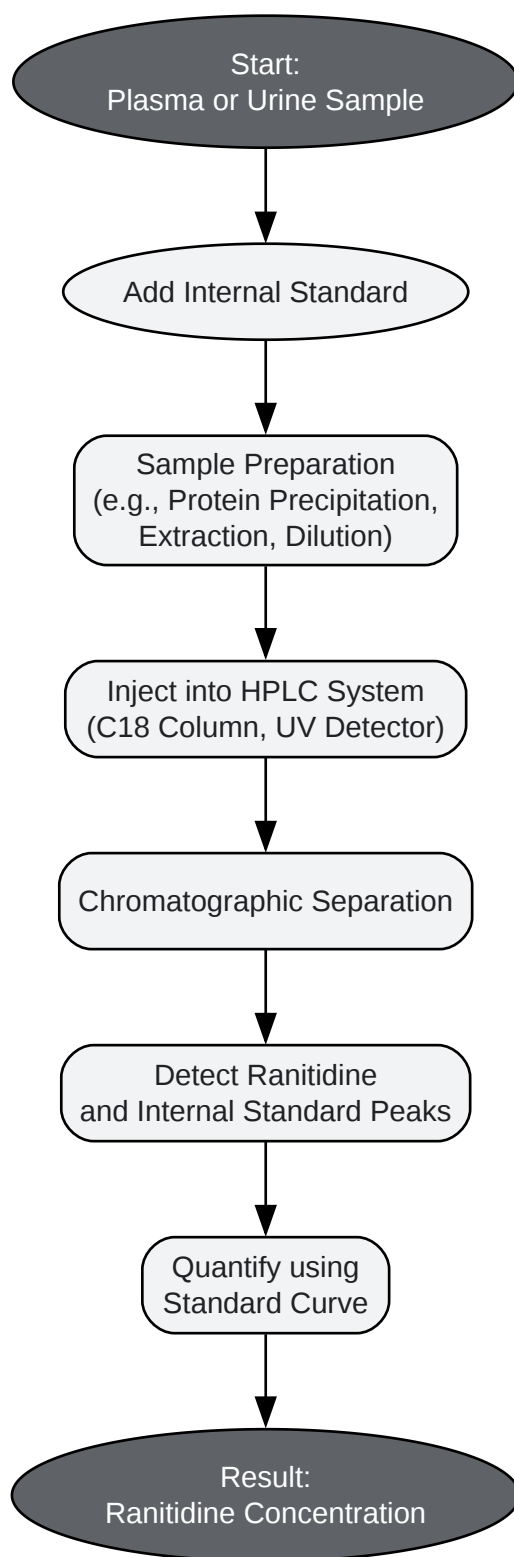 Start:
Plasma or Urine Sample
Add Internal Standard
Sample Preparation
(e.g., Protein Precipitation,
Extraction, Dilution)
Inject into HPLC System
(C18 Column, UV Detector)
Chromatographic Separation
Detect Ranitidine
and Internal Standard Peaks
Quantify using
Standard Curve
Result:
Ranitidine Concentration